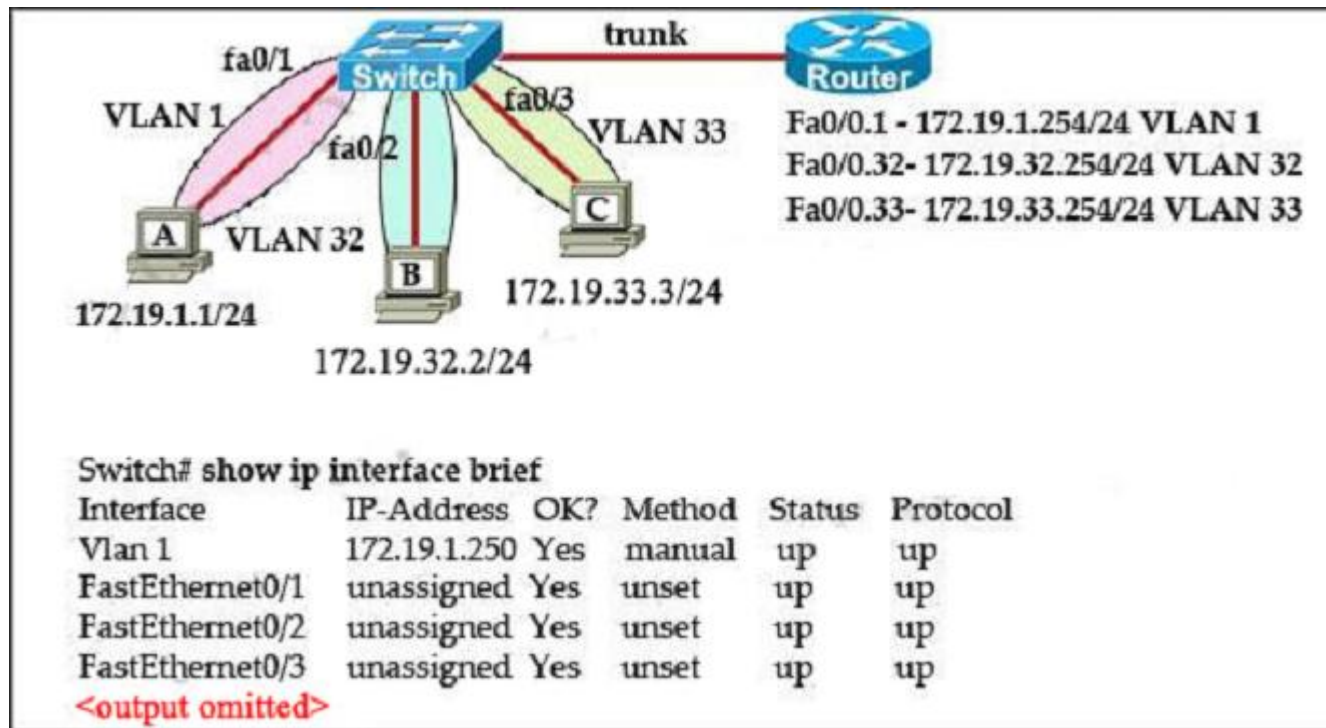 trunk
fa0/1
Switch
Router
VLAN 1
fa0/3
VLAN 33
fa0/2
Fa0/0.1 - 172.19.1.254/24 VLAN 1
Fa0/0.32- 172.19.32.254/24 VLAN 32
Fa0/0.33- 172.19.33.254/24 VLAN 33
A
VLAN 32
B
C
172.19.1.1/24
172.19.33.3/24
172.19.32.2/24
Switch# show ip interface brief
Interface IP-Address OK? Method Status Protocol
Vlan 1 172.19.1.250 Yes manual up up
FastEthernet0/1 unassigned Yes unset up up
FastEthernet0/2 unassigned Yes unset up up
FastEthernet0/3 unassigned Yes unset up up
<output omitted>